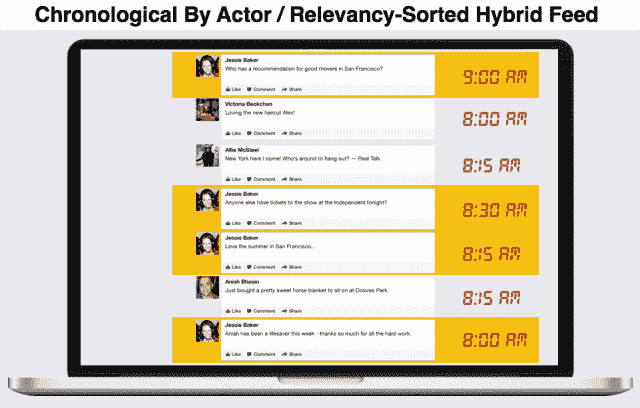 Chronological By Actor / Relevancy-Sorted Hybrid Feed
Jessie Baker
Who has a recommendation for good movers in San Francisco?
Like Comment Share
9:00 AM
Victoria Beckchen
Loving the new haircut Alex!
Like Comment Share
8:00 AM
Allie McSteel
New York here I come! Who's around to hang out? — Real Talk.
Like Comment Share
8:15 AM
Jessie Baker
Anyone else have tickets to the show at the Independent tonight?
Like Comment Share
8:30 AM
Jessie Baker
Love the summer in San Francisco...
Like Comment Share
8:15 AM
Anish Bhasin
Just bought a pretty sweet horse blanket to sit on at Dolores Park.
Like Comment Share
8:15 AM
Jessie Baker
Anish has been a lifesaver this week - thanks so much for all the hard work.
Like Comment Share
8:00 AM